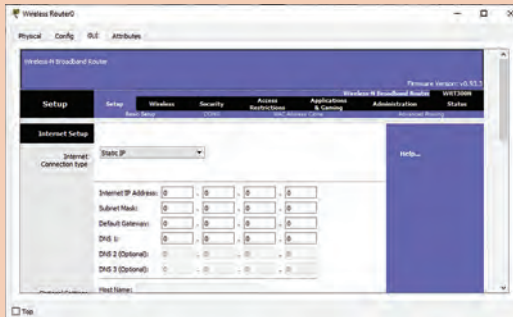 Wireless Router0
Physical Config GUI Attributes
Wireless-N Broadband Router
Firmware Version: v0.93.3
Wireless-N Broadband Router WRT300N
Setup
Setup Wireless Security Access Restrictions Applications & Gaming Administration Status
Basic Setup DDNS MAC Address Clone Advanced Routing
Internet Setup
Internet Connection type
Static IP
Help...
Internet IP Address: 0 . 0 . 0 . 0
Subnet Mask: 0 . 0 . 0 . 0
Default Gateway: 0 . 0 . 0 . 0
DNS 1: 0 . 0 . 0 . 0
DNS 2 (Optional): 0 . 0 . 0 . 0
DNS 3 (Optional): 0 . 0 . 0 . 0
Optional Settings
Host Name:
Top